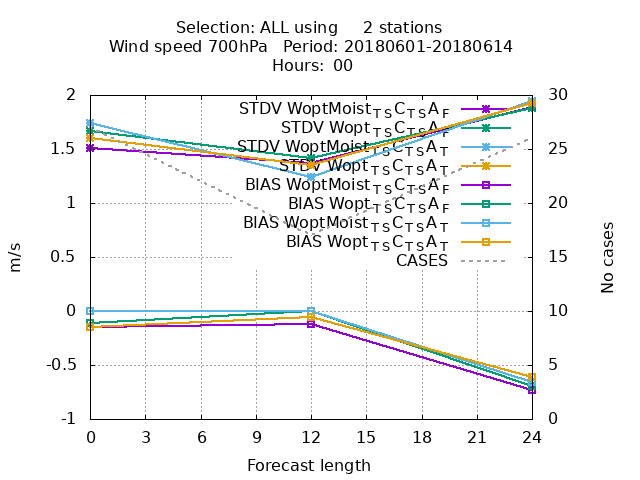 Selection: ALL using 2 stations
Wind speed 700hPa Period: 20180601-20180614
Hours: 00
2
1.5
1
0.5
0
-0.5
-1
m/s
STDV WoptMoist_TS C_TS A_F
STDV Wopt_TS C_TS A_F
STDV WoptMoist_TS C_TS A_T
STDV Wopt_TS C_TS A_T
BIAS WoptMoist_TS C_TS A_F
BIAS Wopt_TS C_TS A_F
BIAS WoptMoist_TS C_TS A_T
BIAS Wopt_TS C_TS A_T
CASES
30
25
20
15
10
5
0
No cases
0 3 6 9 12 15 18 21 24
Forecast length